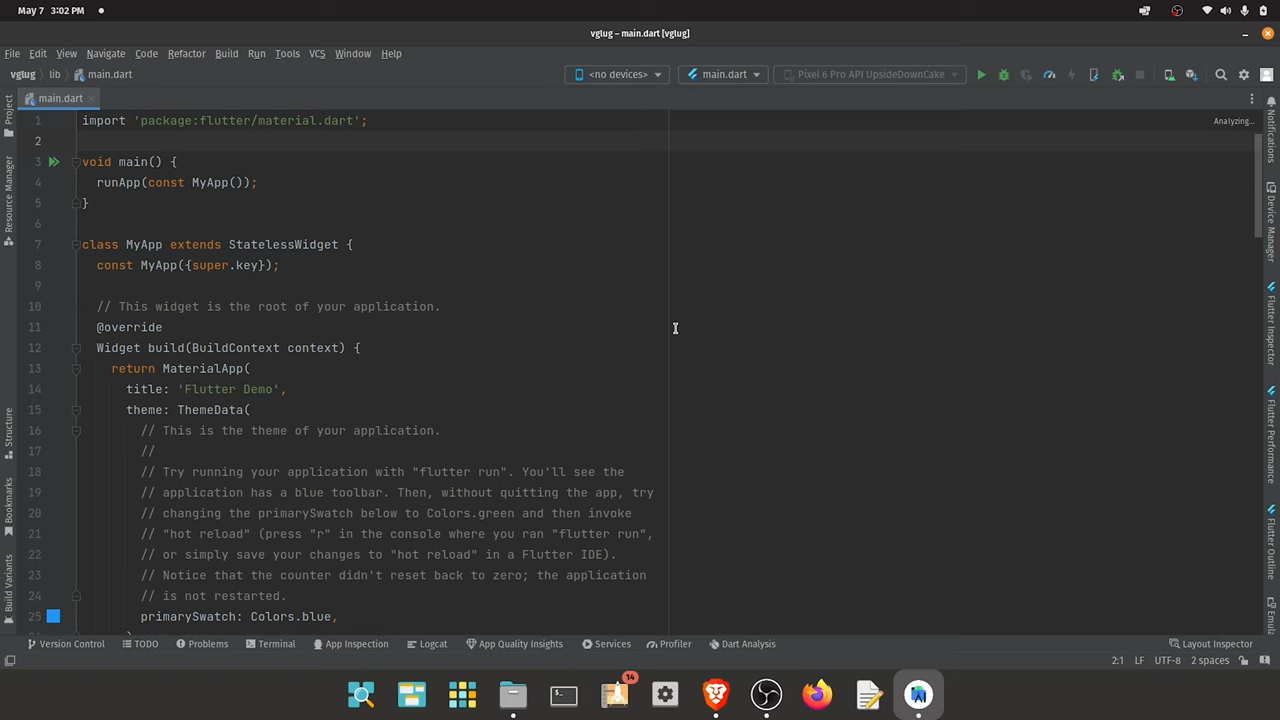 May 7 3:02 PM
vglug – main.dart [vglug]
File Edit View Navigate Code Refactor Build Run Tools VCS Window Help
vglug lib main.dart <no devices> main.dart Pixel 6 Pro API UpsideDownCake
main.dart
Project
Resource Manager
Structure
Bookmarks
Build Variants
1 import 'package:flutter/material.dart';
2
3 void main() {
4 runApp(const MyApp());
5 }
6
7 class MyApp extends StatelessWidget {
8 const MyApp({super.key});
9
10 // This widget is the root of your application.
11 @override
12 Widget build(BuildContext context) {
13 return MaterialApp(
14 title: 'Flutter Demo',
15 theme: ThemeData(
16 // This is the theme of your application.
17 //
18 // Try running your application with "flutter run". You'll see the
19 // application has a blue toolbar. Then, without quitting the app, try
20 // changing the primarySwatch below to Colors.green and then invoke
21 // "hot reload" (press "r" in the console where you ran "flutter run",
22 // or simply save your changes to "hot reload" in a Flutter IDE).
23 // Notice that the counter didn't reset back to zero; the application
24 // is not restarted.
25 primarySwatch: Colors.blue,
Analyzing...
Notifications
Device Manager
Flutter Inspector
Flutter Performance
Flutter Outline
Version Control TODO Problems Terminal App Inspection Logcat App Quality Insights Services Profiler Dart Analysis Layout Inspector
2:1 LF UTF-8 2 spaces
14